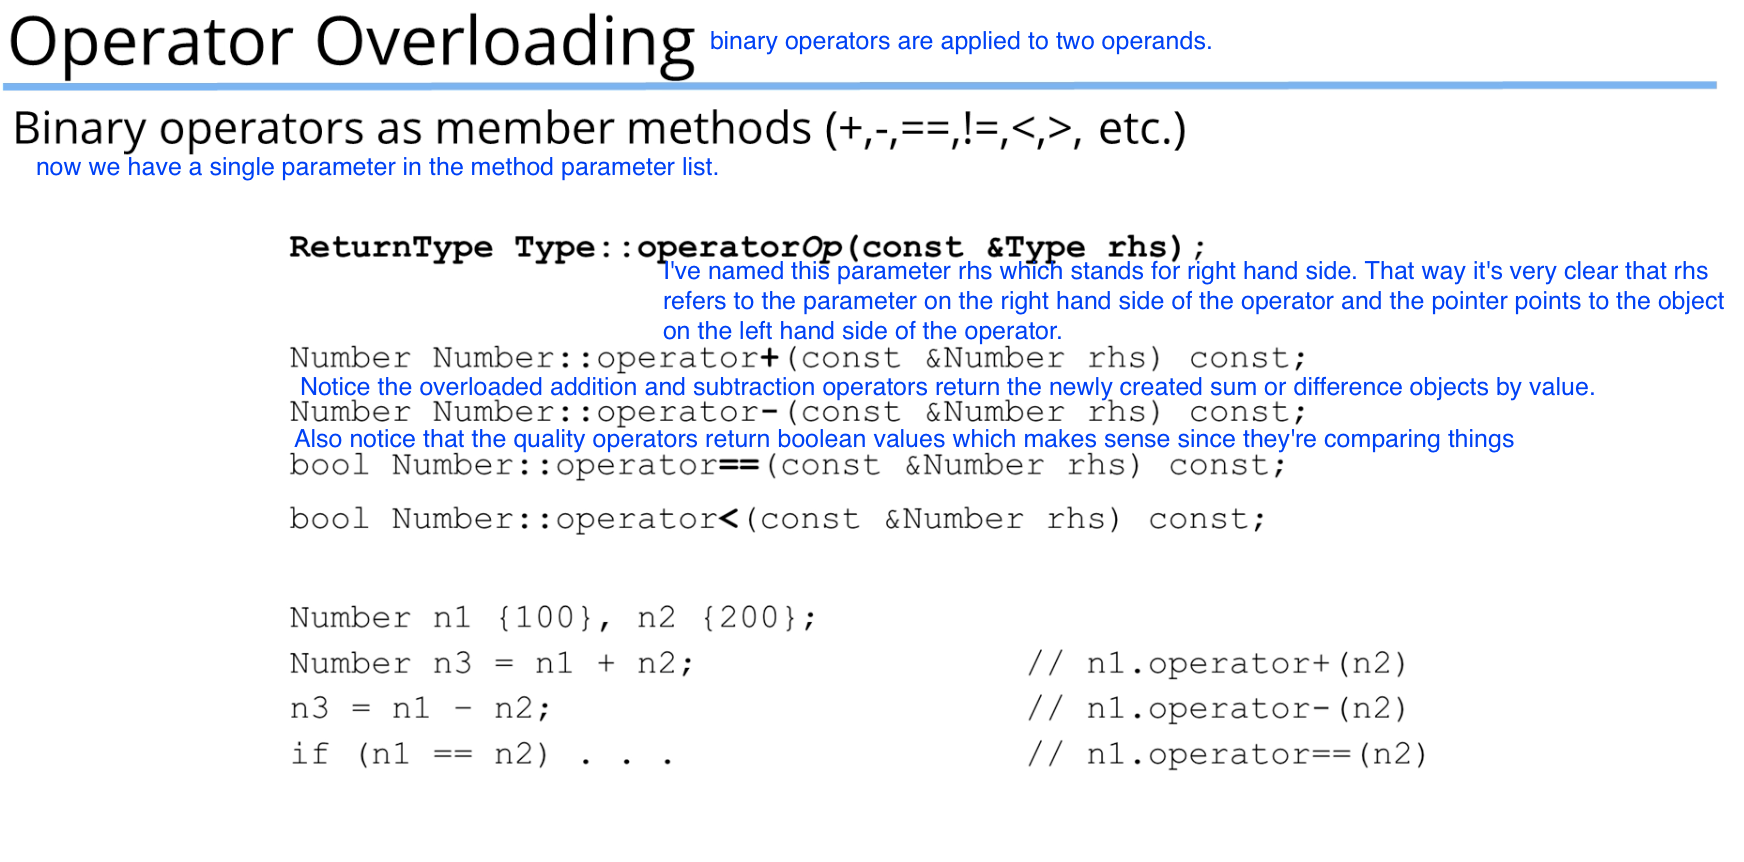 Operator Overloading binary operators are applied to two operands.
Binary operators as member methods (+,-,==,!=,<,>, etc.)
now we have a single parameter in the method parameter list.
ReturnType Type::operatorOp(const &Type rhs);
I've named this parameter rhs which stands for right hand side. That way it's very clear that rhs
refers to the parameter on the right hand side of the operator and the pointer points to the object
on the left hand side of the operator.
Number Number::operator+(const &Number rhs) const;
Notice the overloaded addition and subtraction operators return the newly created sum or difference objects by value.
Number Number::operator-(const &Number rhs) const;
Also notice that the quality operators return boolean values which makes sense since they're comparing things
bool Number::operator==(const &Number rhs) const;
bool Number::operator<(const &Number rhs) const;
Number n1 {100}, n2 {200};
Number n3 = n1 + n2; // n1.operator+(n2)
n3 = n1 - n2; // n1.operator-(n2)
if (n1 == n2) . . . // n1.operator==(n2)